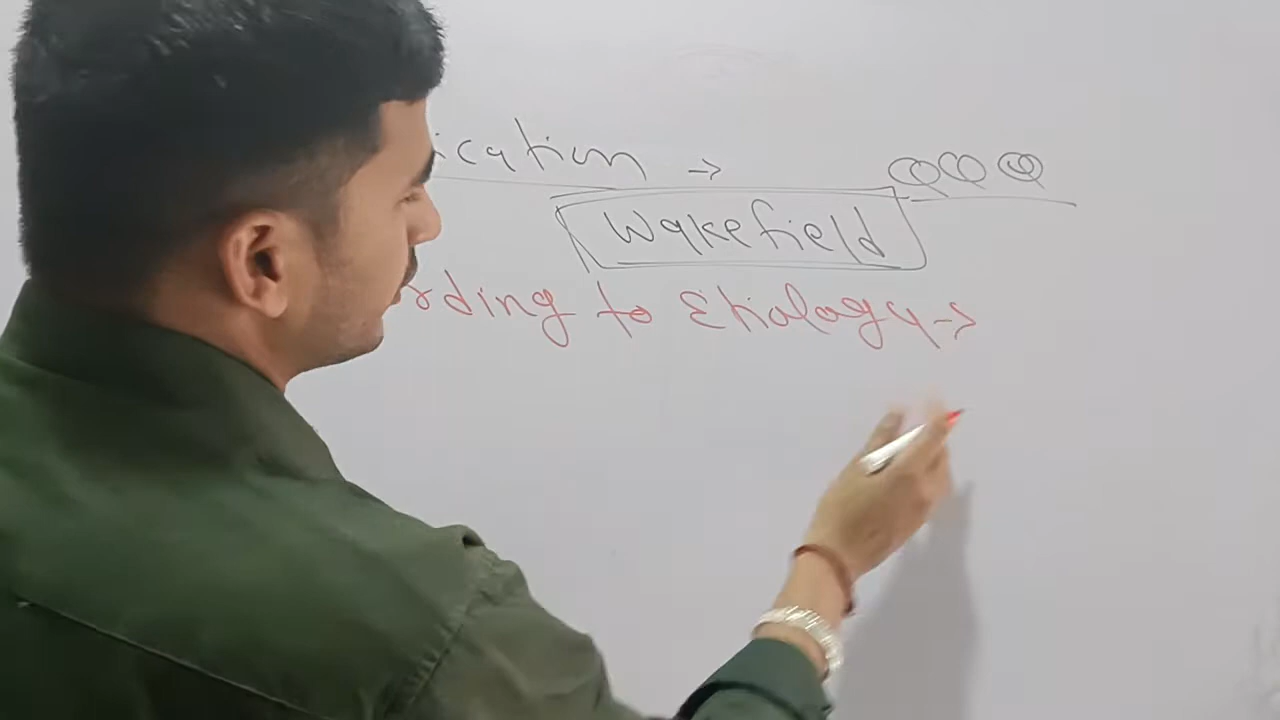 ication →
Wakefield
rding to Etiology →